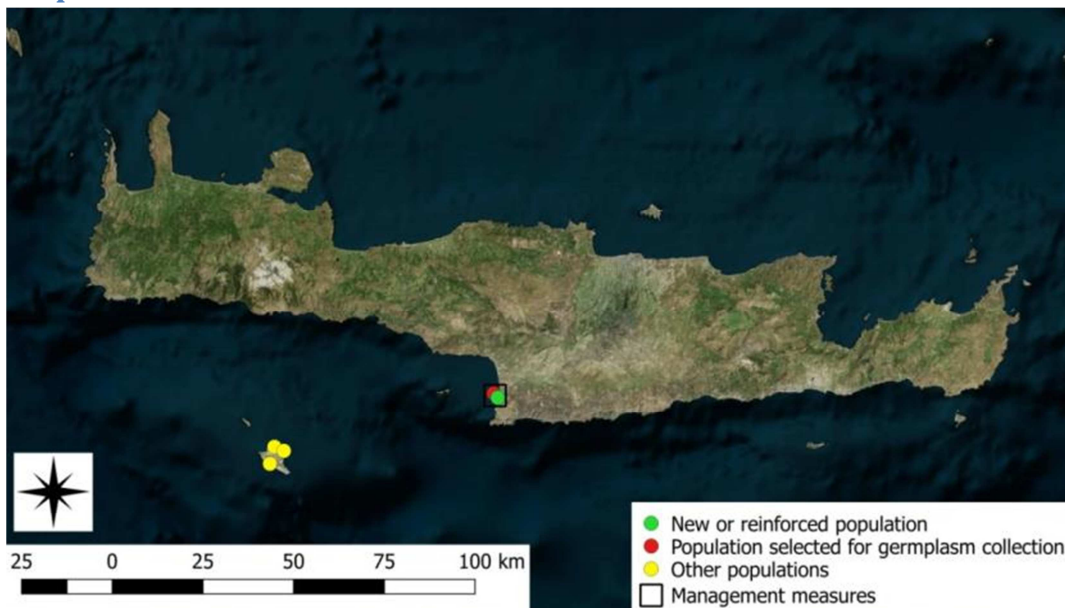 New or reinforced population
Population selected for germplasm collection
Other populations
Management measures
25 0 25 50 75 100 km